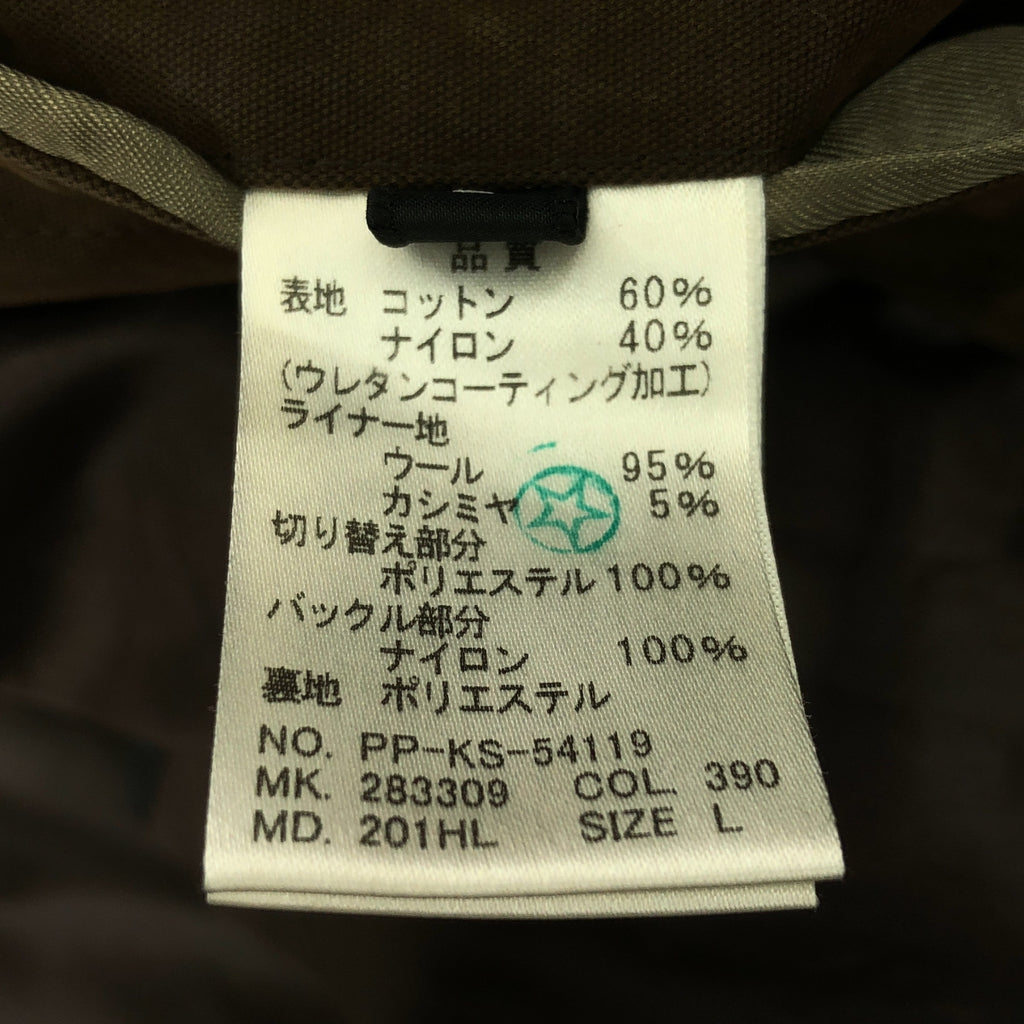 品質
表地 コットン 60%
ナイロン 40%
(ウレタンコーティング加工)
ライナー地
ウール 95%
カシミヤ 5%
切り替え部分
ポリエステル 100%
バックル部分
ナイロン 100%
裏地 ポリエステル
NO. PP-KS-54119
MK. 283309 COL. 390
MD. 201HL SIZE L